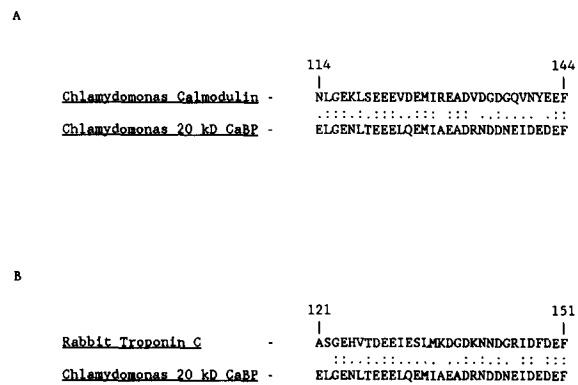 A
114 144
| |
Chlamydomonas Calmodulin - NLGEKLSEEEVDEMIREADVDGDGQVNYEEF
Chlamydomonas 20 kD CaBP - ELGENLTEEELQEMIAEADRNDDNEIDEDEF
B
121 151
| |
Rabbit Troponin C - ASGEHVTDEEIESLMKDGDKNNDGRIDFDEF
Chlamydomonas 20 kD CaBP - ELGENLTEEELQEMIAEADRNDDNEIDEDEF